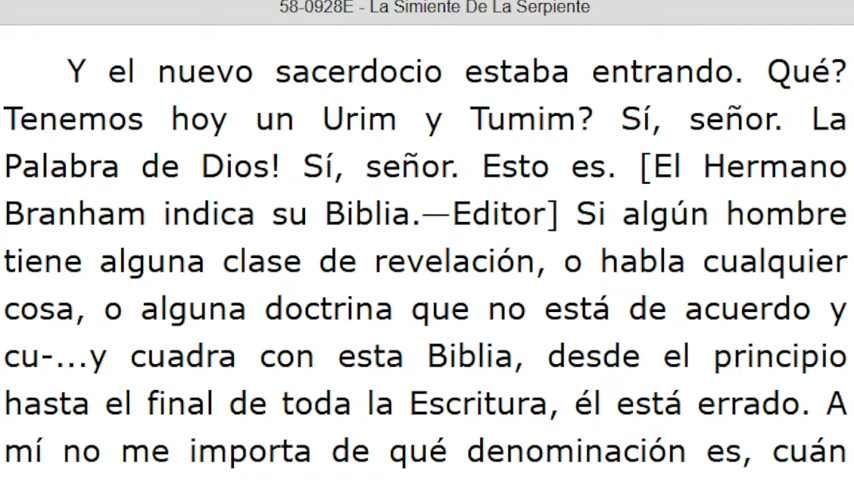 58-0928E - La Simiente De La Serpiente
Y el nuevo sacerdocio estaba entrando. Qué?
Tenemos hoy un Urim y Tumim? Sí, señor. La
Palabra de Dios! Sí, señor. Esto es. [El Hermano
Branham indica su Biblia.—Editor] Si algún hombre
tiene alguna clase de revelación, o habla cualquier
cosa, o alguna doctrina que no está de acuerdo y
cu-...y cuadra con esta Biblia, desde el principio
hasta el final de toda la Escritura, él está errado. A
mí no me importa de qué denominación es, cuán